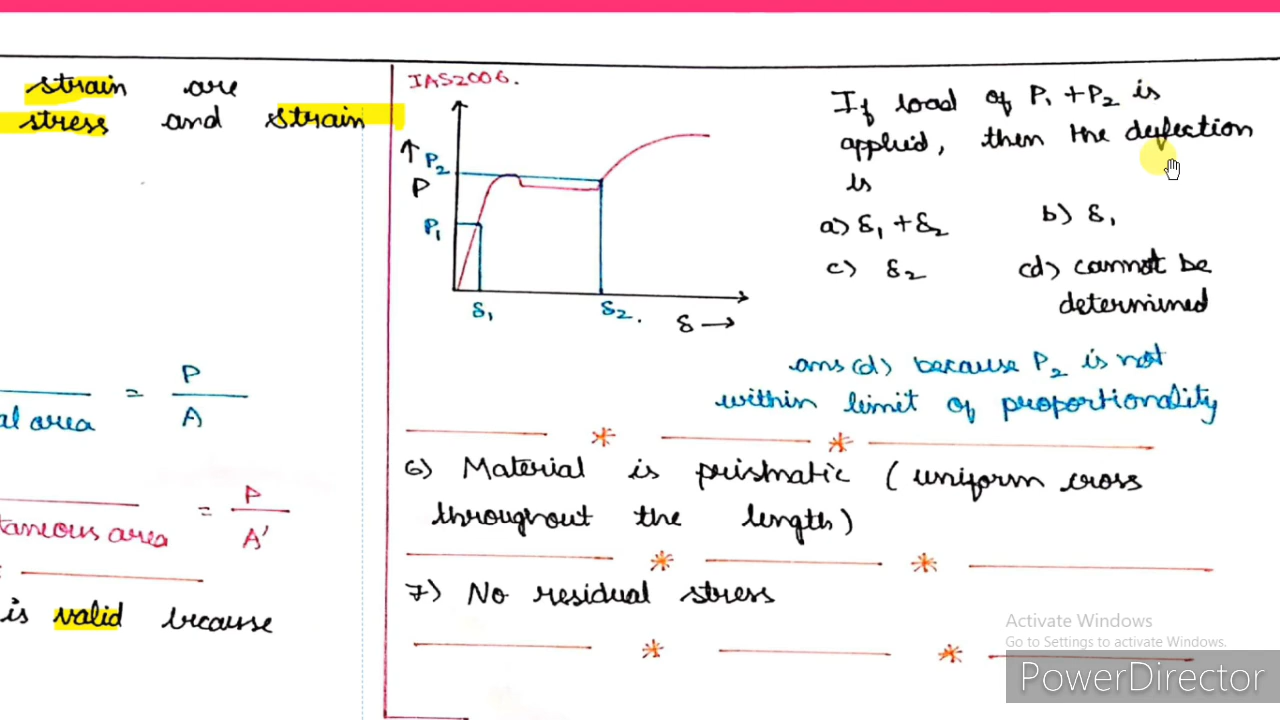 strain are
stress and strain
P
al area = A
P
taneous area = A'
is valid because
IAS2006.
P2
P
P1
δ1 δ2.
δ →
If load of P1 + P2 is
applied, then the deflection
is
a) δ1 + δ2 b) δ1
c) δ2 (d) cannot be
determined
ans (d) because P2 is not
within limit of proportionality
6) Material is prismatic (uniform cross
throughout the length)
7) No residual stress
Activate Windows
Go to Settings to activate Windows.
PowerDirector